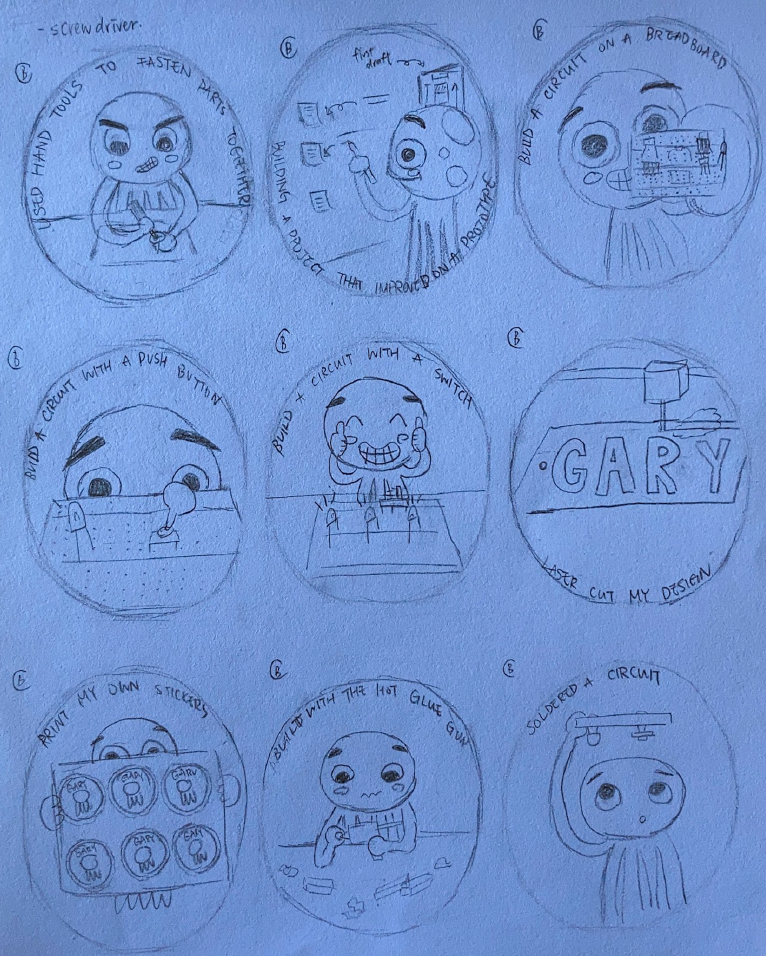 - screwdriver.
B
USED HAND TOOLS TO FASTEN PARTS TOGETHER!
B
first draft
BUILDING A PROJECT THAT IMPROVED ON A PROTOTYPE
B
BUILD A CIRCUIT ON A BREADBOARD
B
BUILD A CIRCUIT WITH A PUSH BUTTON
B
BUILD A CIRCUIT WITH A SWITCH
B
GARY
LASER CUT MY DESIGN
B
PRINT MY OWN STICKERS
GARY
GARY
GARY
GARY
GARY
GARY
B
BUILD WITH THE HOT GLUE GUN
B
SOLDERED A CIRCUIT